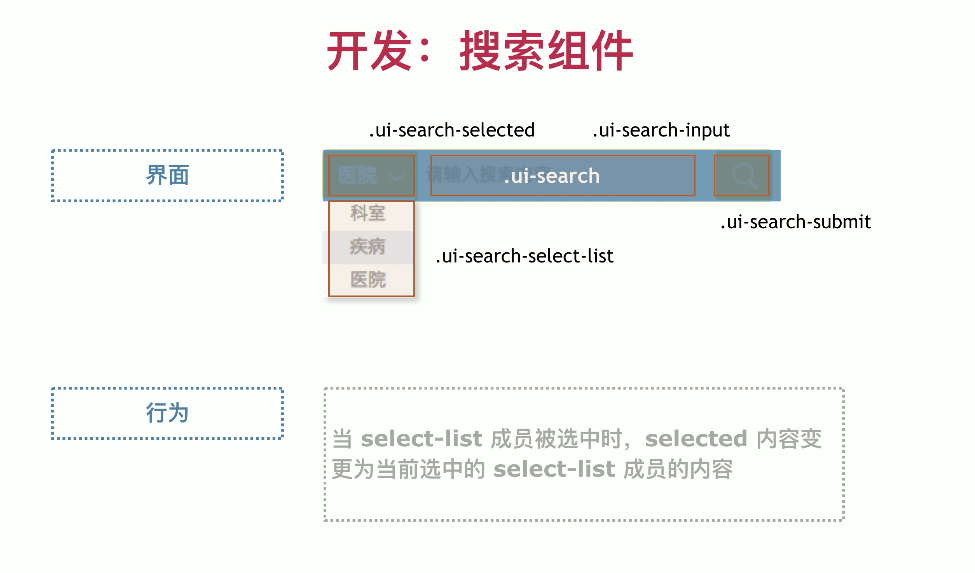 开发：搜索组件
.ui-search-selected
.ui-search-input
界面
医院
请输入搜索内容
.ui-search
.ui-search-submit
科室
疾病
医院
.ui-search-select-list
行为
当 select-list 成员被选中时，selected 内容变
更为当前选中的 select-list 成员的内容